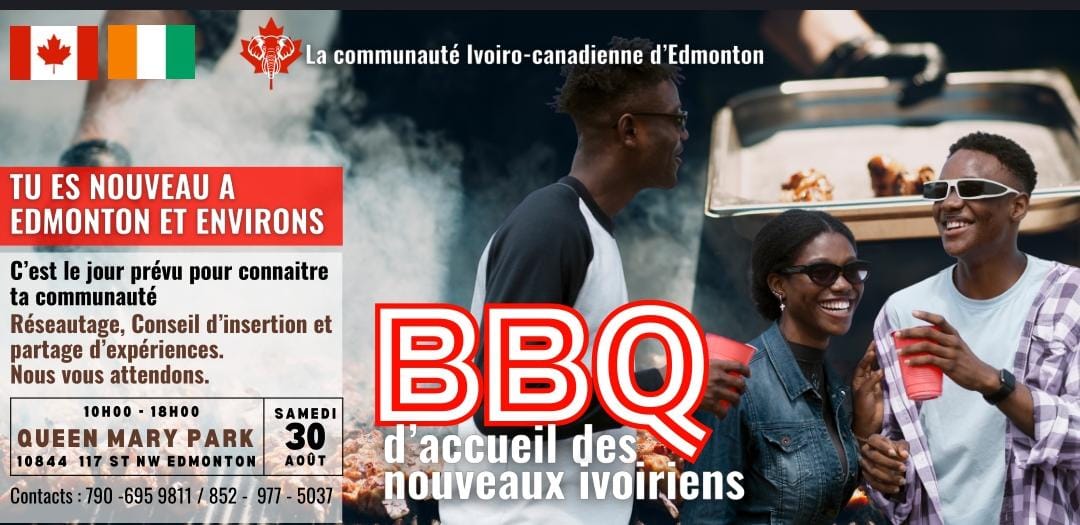 La communauté Ivoiro-canadienne d'Edmonton
TU ES NOUVEAU A
EDMONTON ET ENVIRONS
C'est le jour prévu pour connaitre
ta communauté
Réseautage, Conseil d'insertion et
partage d'expériences.
Nous vous attendons.
10H00 - 18H00
QUEEN MARY PARK
10844 117 ST NW EDMONTON
SAMEDI
30
AOÛT
Contacts : 790 -695 9811 / 852 - 977 - 5037
BBQ
d'accueil des
nouveaux ivoiriens